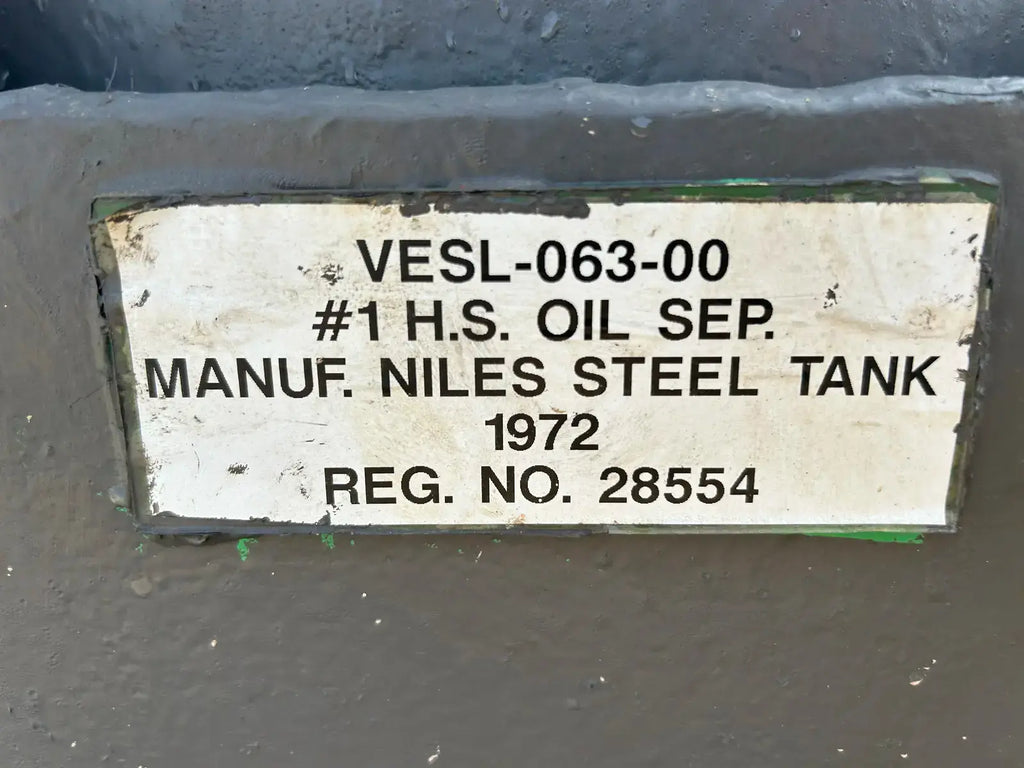 VESL-063-00
#1 H.S. OIL SEP.
MANUF. NILES STEEL TANK
1972
REG. NO. 28554